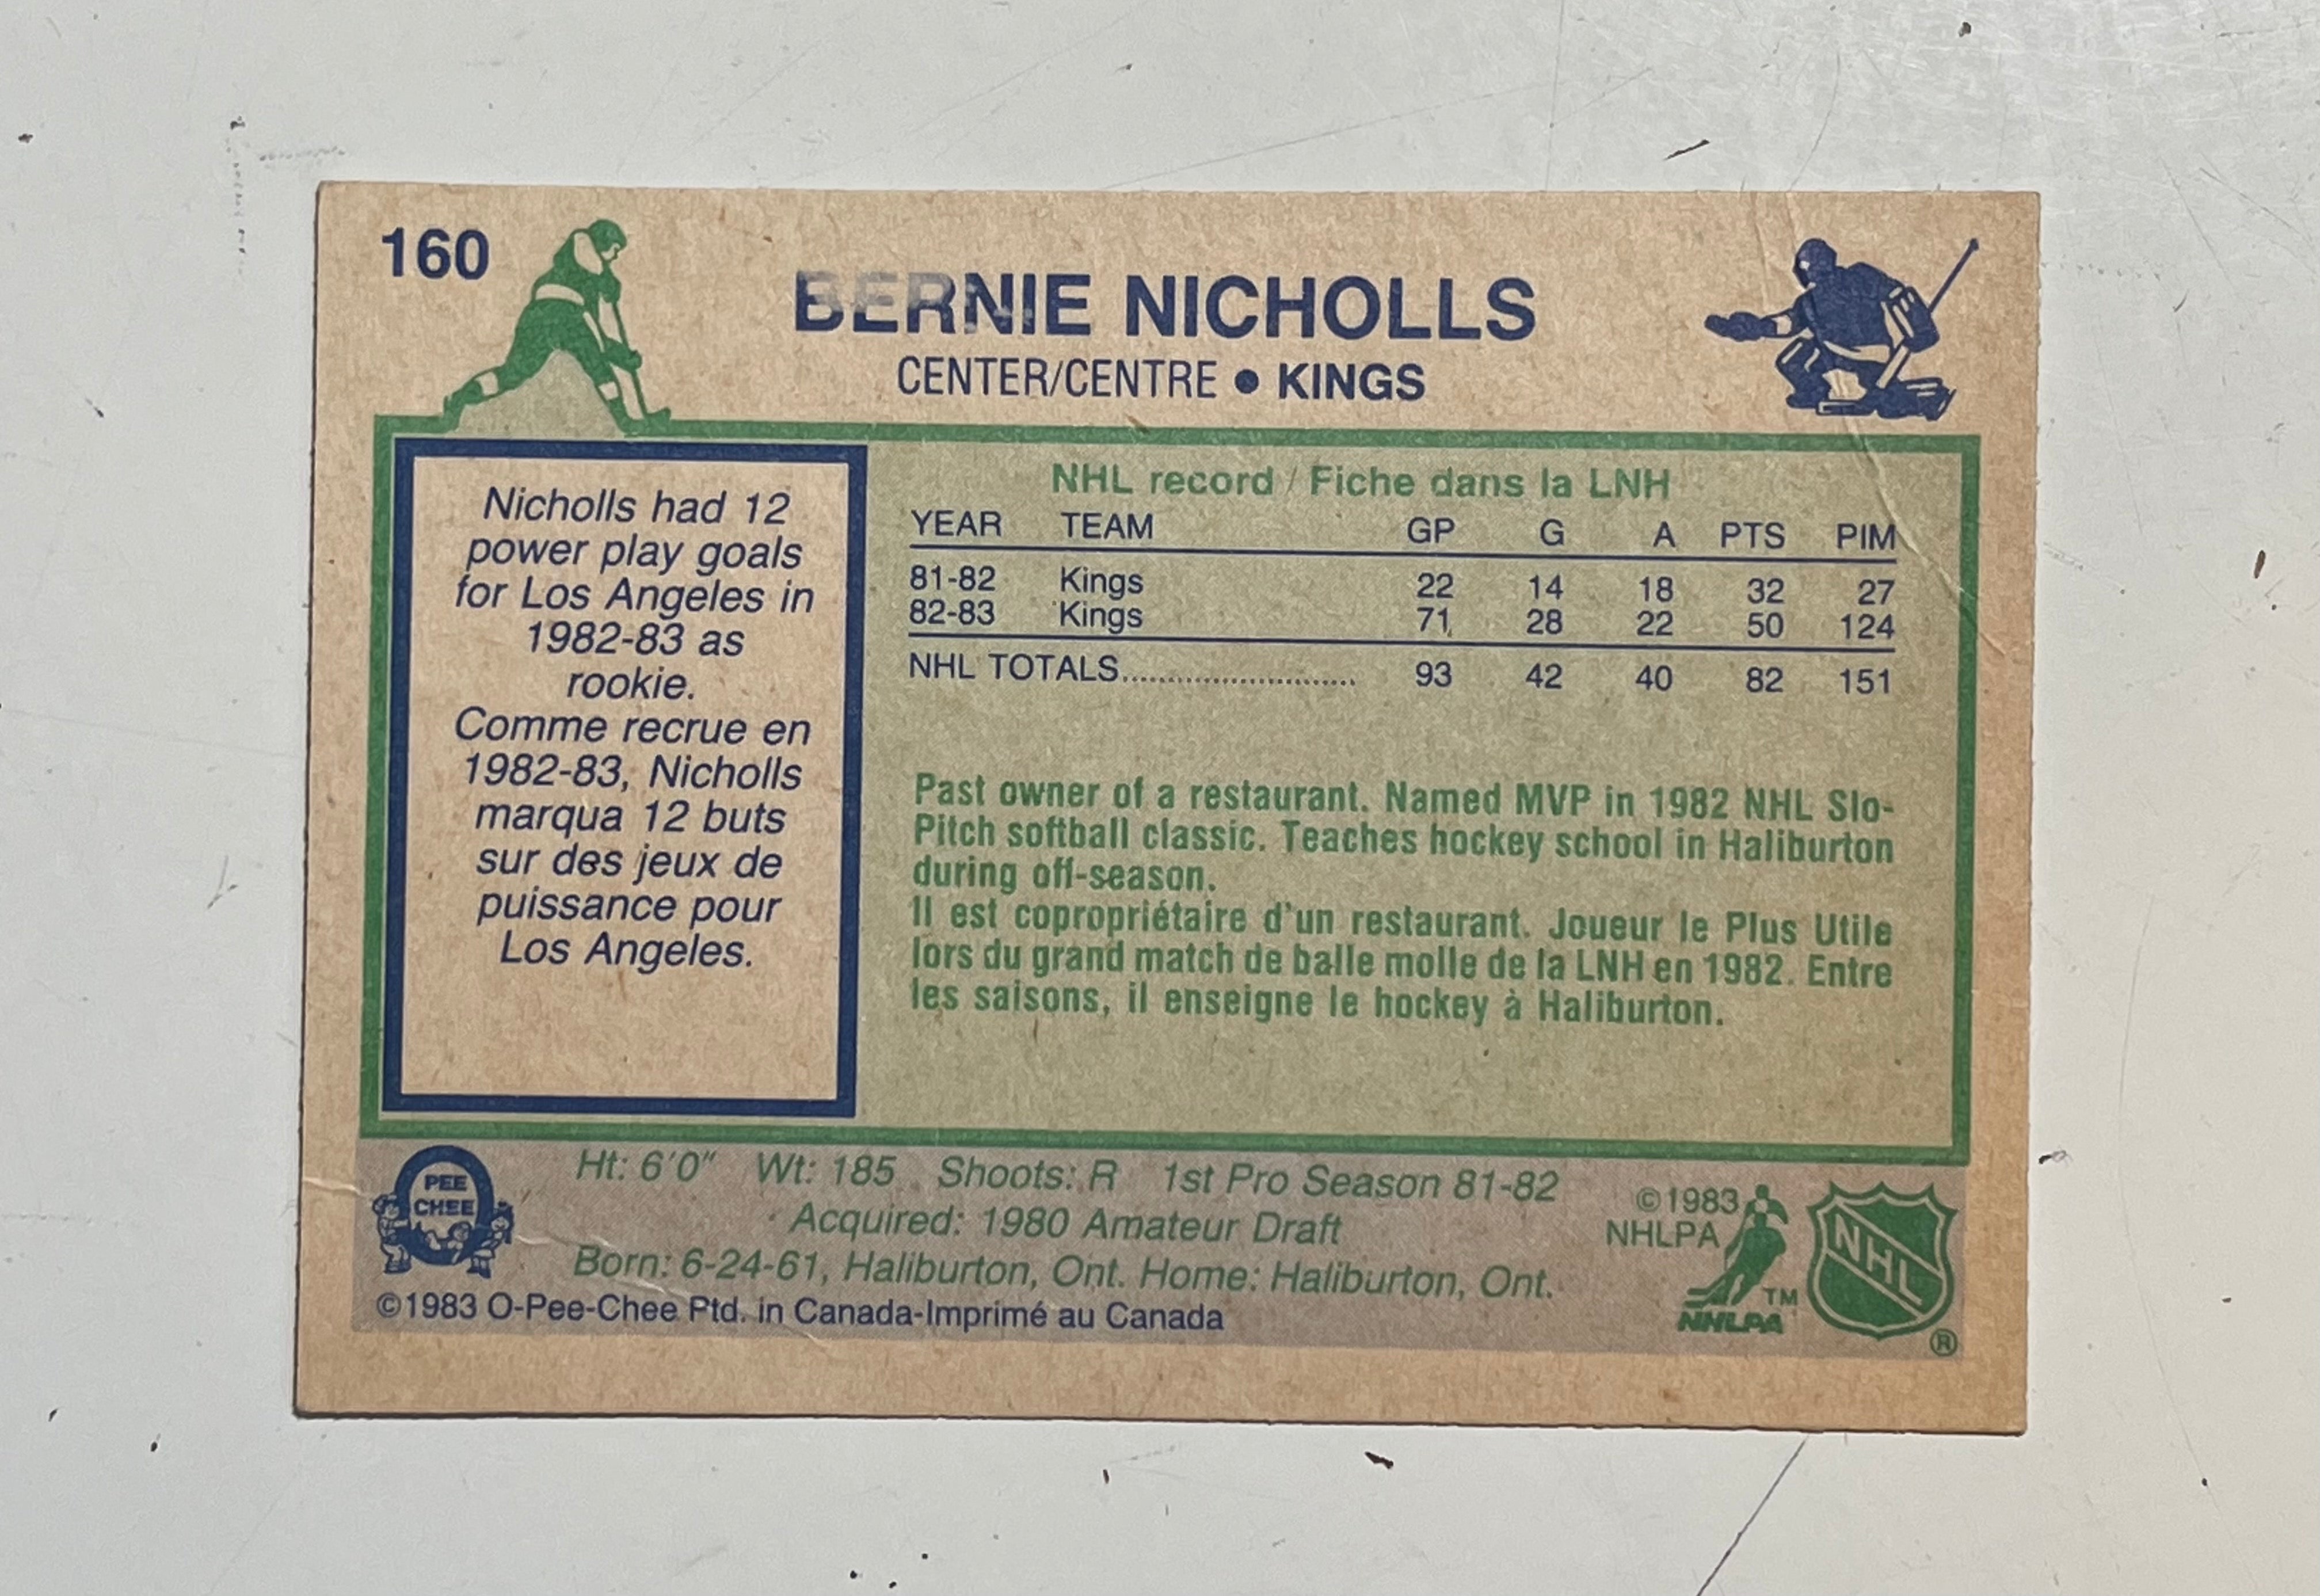 160
BERNIE NICHOLLS
CENTER/CENTRE • KINGS
Nicholls had 12
power play goals
for Los Angeles in
1982-83 as
rookie.
Comme recrue en
1982-83, Nicholls
marqua 12 buts
sur des jeux de
puissance pour
Los Angeles.
NHL record / Fiche dans la LNH
YEAR TEAM GP G A PTS PIM
81-82 Kings 22 14 18 32 27
82-83 Kings 71 28 22 50 124
NHL TOTALS.......................... 93 42 40 82 151
Past owner of a restaurant. Named MVP in 1982 NHL Slo-
Pitch softball classic. Teaches hockey school in Haliburton
during off-season.
Il est copropriétaire d'un restaurant. Joueur le Plus Utile
lors du grand match de balle molle de la LNH en 1982. Entre
les saisons, il enseigne le hockey à Haliburton.
PEE
CHEE
Ht: 6'0" Wt: 185 Shoots: R 1st Pro Season 81-82
Acquired: 1980 Amateur Draft
Born: 6-24-61, Haliburton, Ont. Home: Haliburton, Ont.
©1983 O-Pee-Chee Ptd. in Canada-Imprimé au Canada
©1983
NHLPA
TM
NHLPA
NHL
®